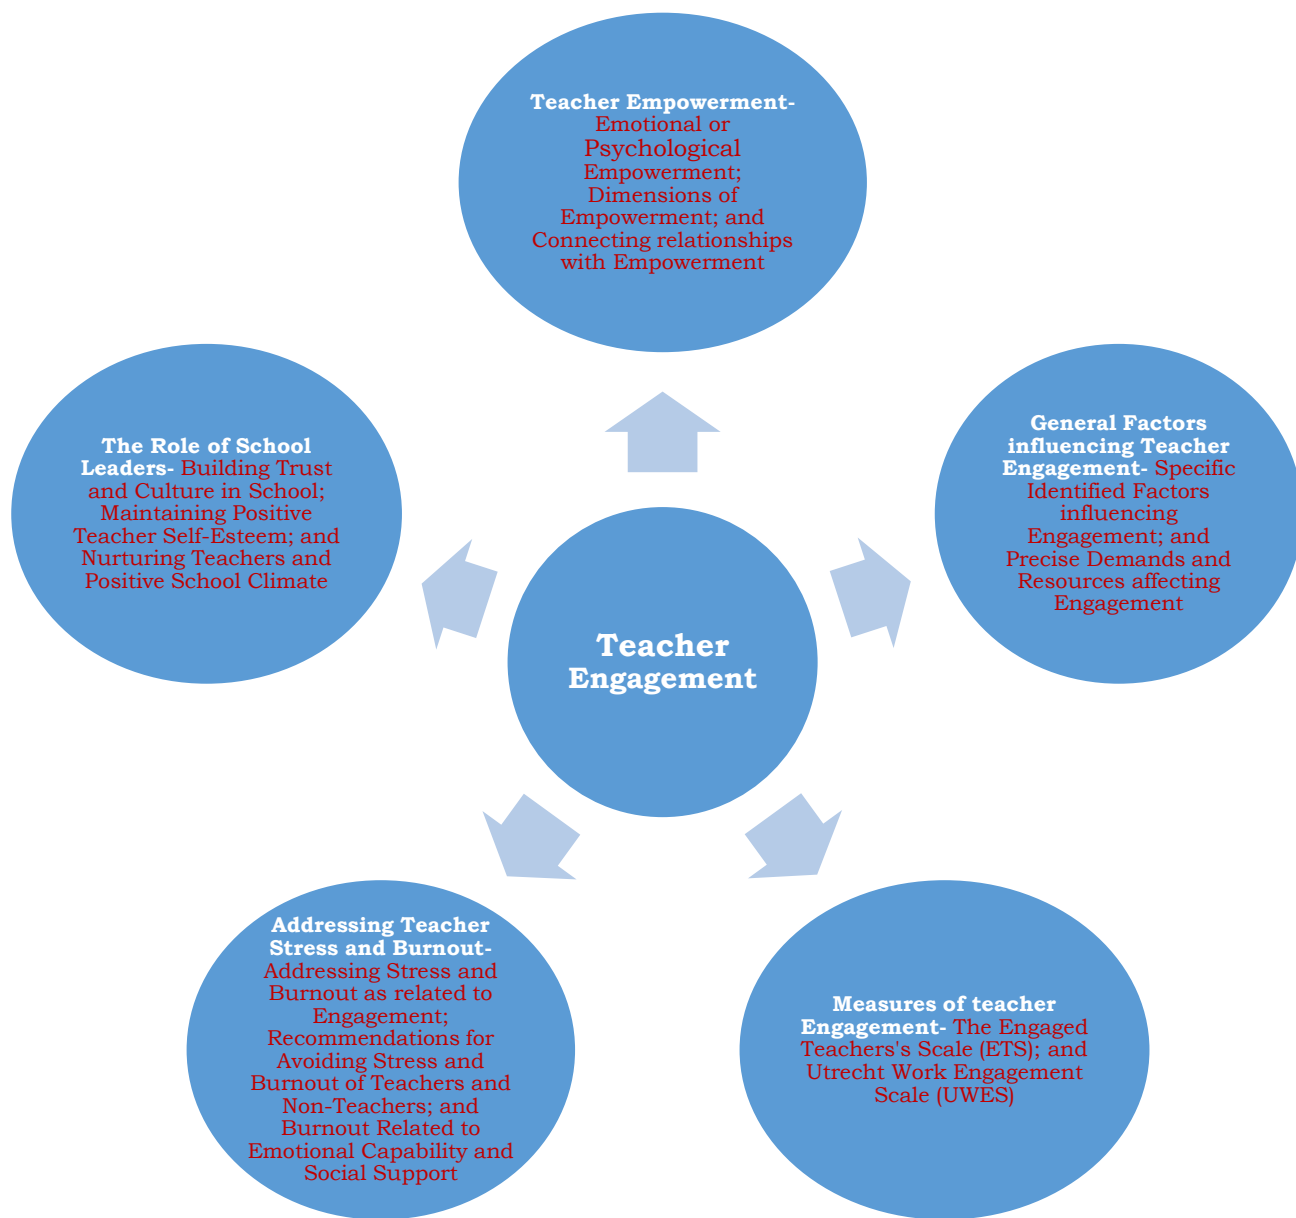 Teacher Empowerment-
Emotional or
Psychological
Empowerment;
Dimensions of
Empowerment; and
Connecting relationships
with Empowerment
The Role of School
Leaders- Building Trust
and Culture in School;
Maintaining Positive
Teacher Self-Esteem; and
Nurturing Teachers and
Positive School Climate
General Factors
influencing Teacher
Engagement- Specific
Identified Factors
influencing
Engagement; and
Precise Demands and
Resources affecting
Engagement
Teacher
Engagement
Addressing Teacher
Stress and Burnout-
Addressing Stress and
Burnout as related to
Engagement;
Recommendations for
Avoiding Stress and
Burnout of Teachers and
Non-Teachers; and
Burnout Related to
Emotional Capability and
Social Support
Measures of teacher
Engagement- The Engaged
Teachers's Scale (ETS); and
Utrecht Work Engagement
Scale (UWES)